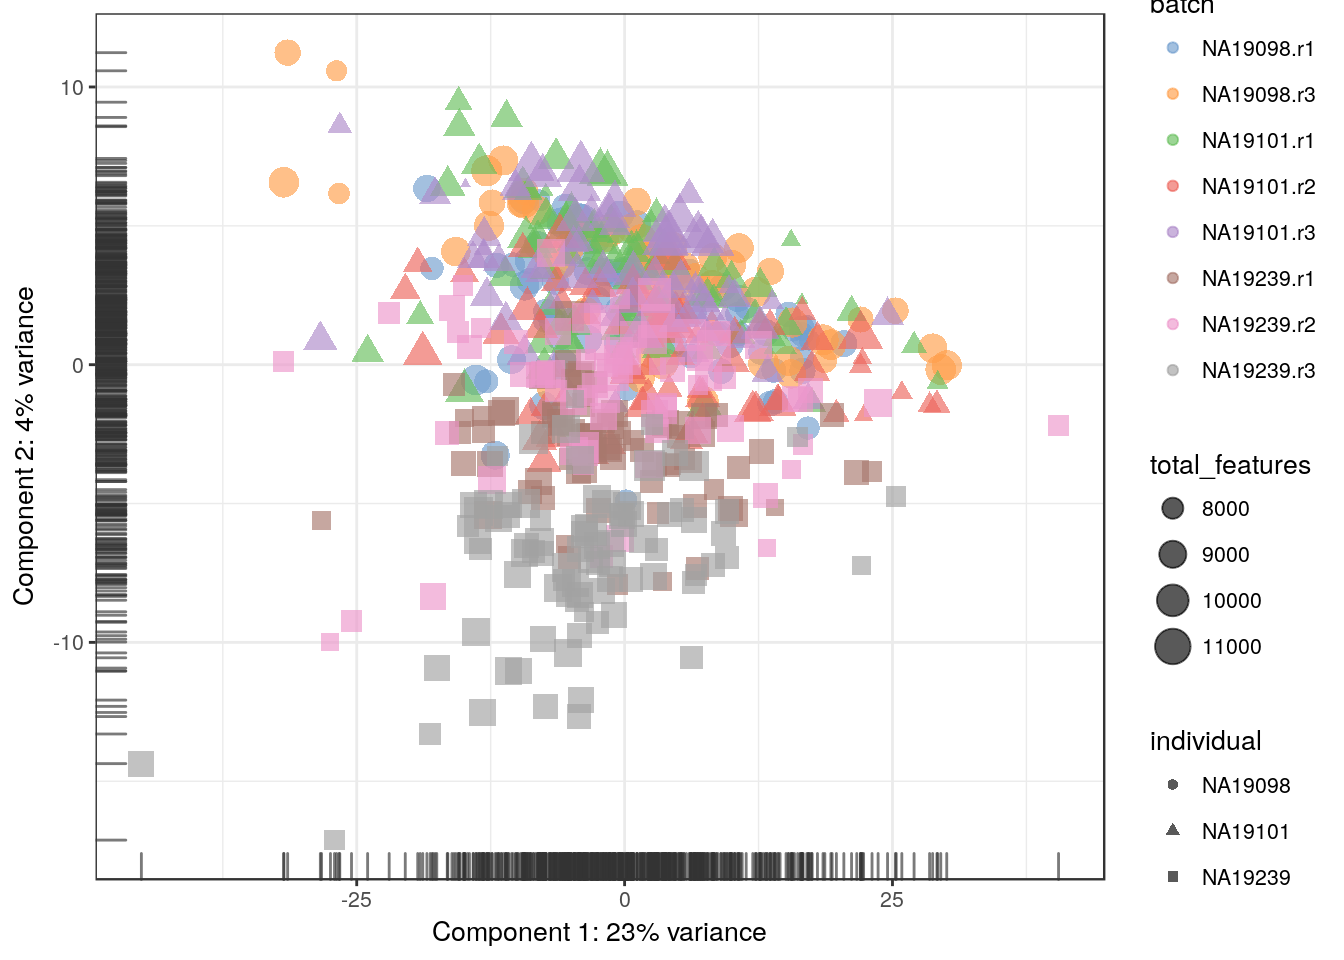 batch
NA19098.r1
NA19098.r3
NA19101.r1
NA19101.r2
NA19101.r3
NA19239.r1
NA19239.r2
NA19239.r3
total_features
8000
9000
10000
11000
individual
NA19098
NA19101
NA19239
10
0
-10
Component 2: 4% variance
-25
0
25
Component 1: 23% variance